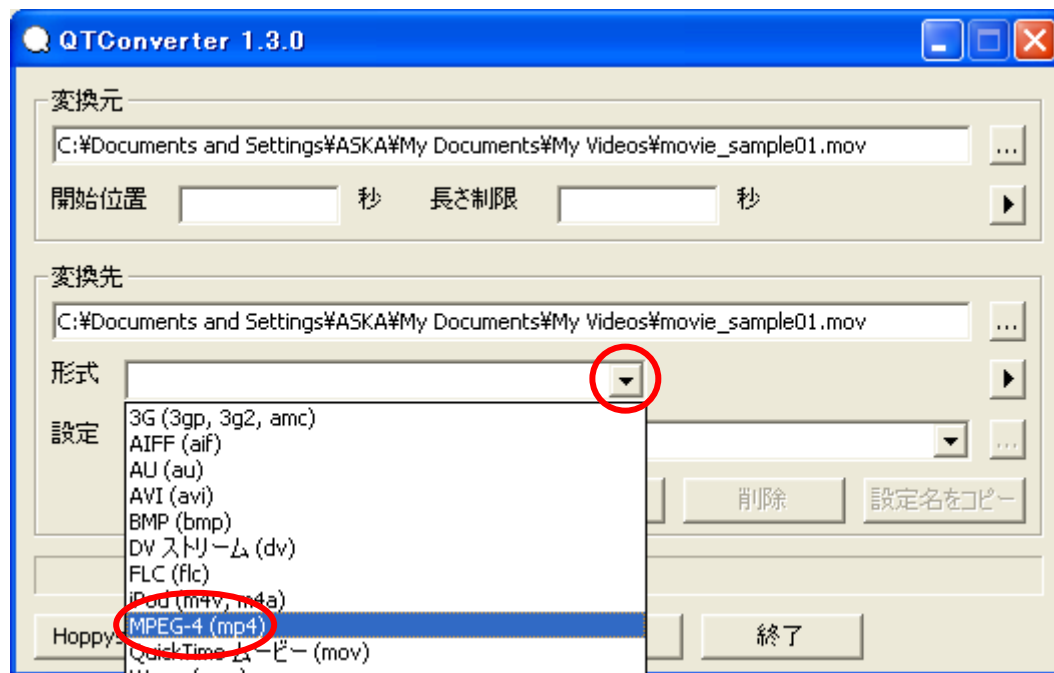 QTConverter 1.3.0
変換元
C:¥Documents and Settings¥ASKA¥My Documents¥My Videos¥movie_sample01.mov
...
開始位置 秒 長さ制限 秒
変換先
C:¥Documents and Settings¥ASKA¥My Documents¥My Videos¥movie_sample01.mov
...
形式
設定
...
3G (3gp, 3g2, amc)
AIFF (aif)
AU (au)
AVI (avi)
BMP (bmp)
DV ストリーム (dv)
FLC (flc)
iPod (m4v, m4a)
MPEG-4 (mp4)
QuickTime ムービー (mov)
削除 設定名をコピー
Hoppys 終了